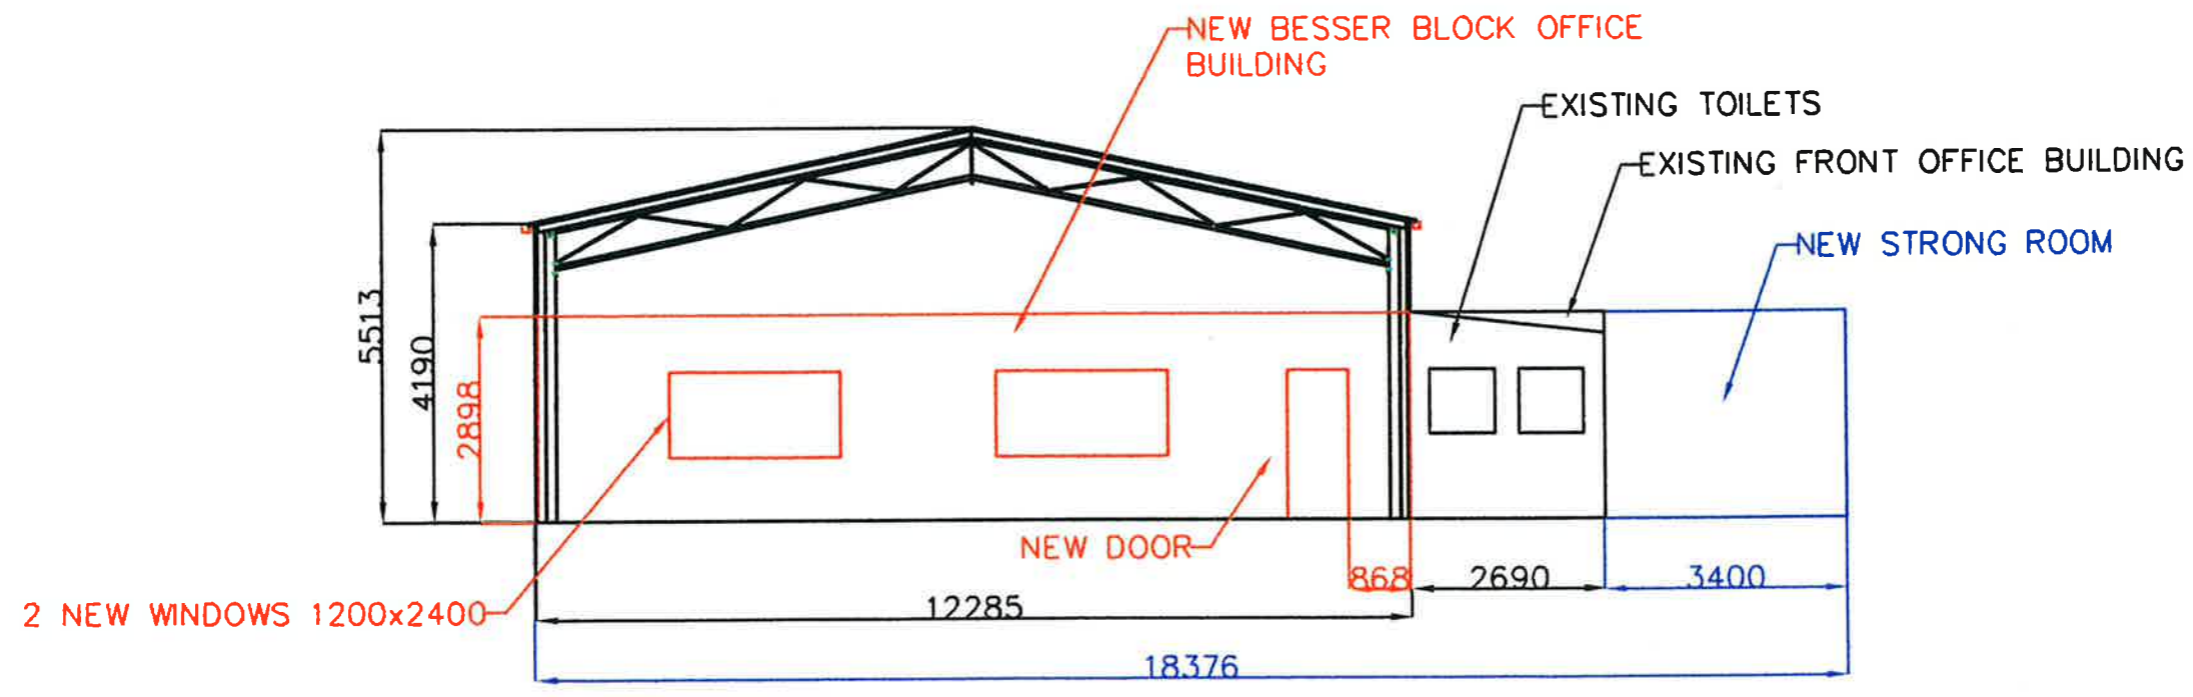 NEW BESSER BLOCK OFFICE
BUILDING
EXISTING TOILETS
EXISTING FRONT OFFICE BUILDING
NEW STRONG ROOM
5513
4190
2898
NEW DOOR
868
2690
3400
2 NEW WINDOWS 1200x2400
12285
18376